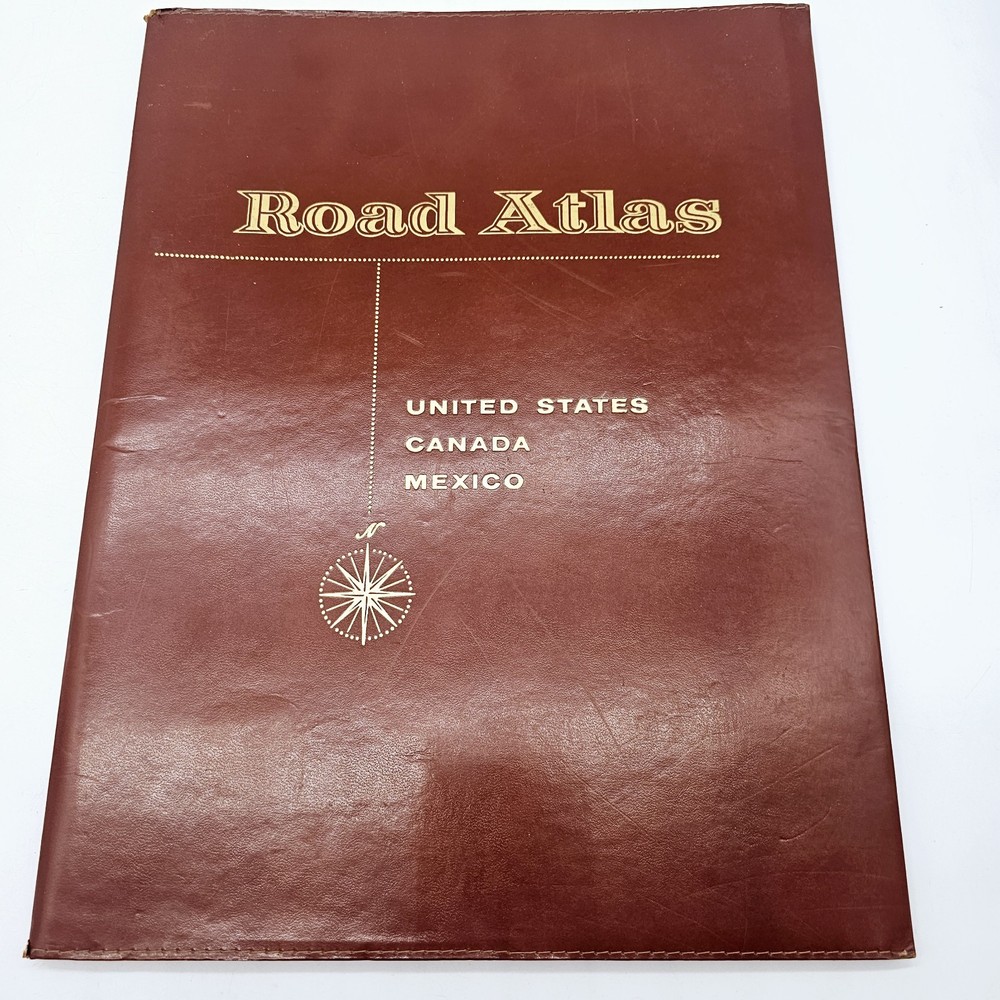 Road Atlas
UNITED STATES
CANADA
MEXICO
N